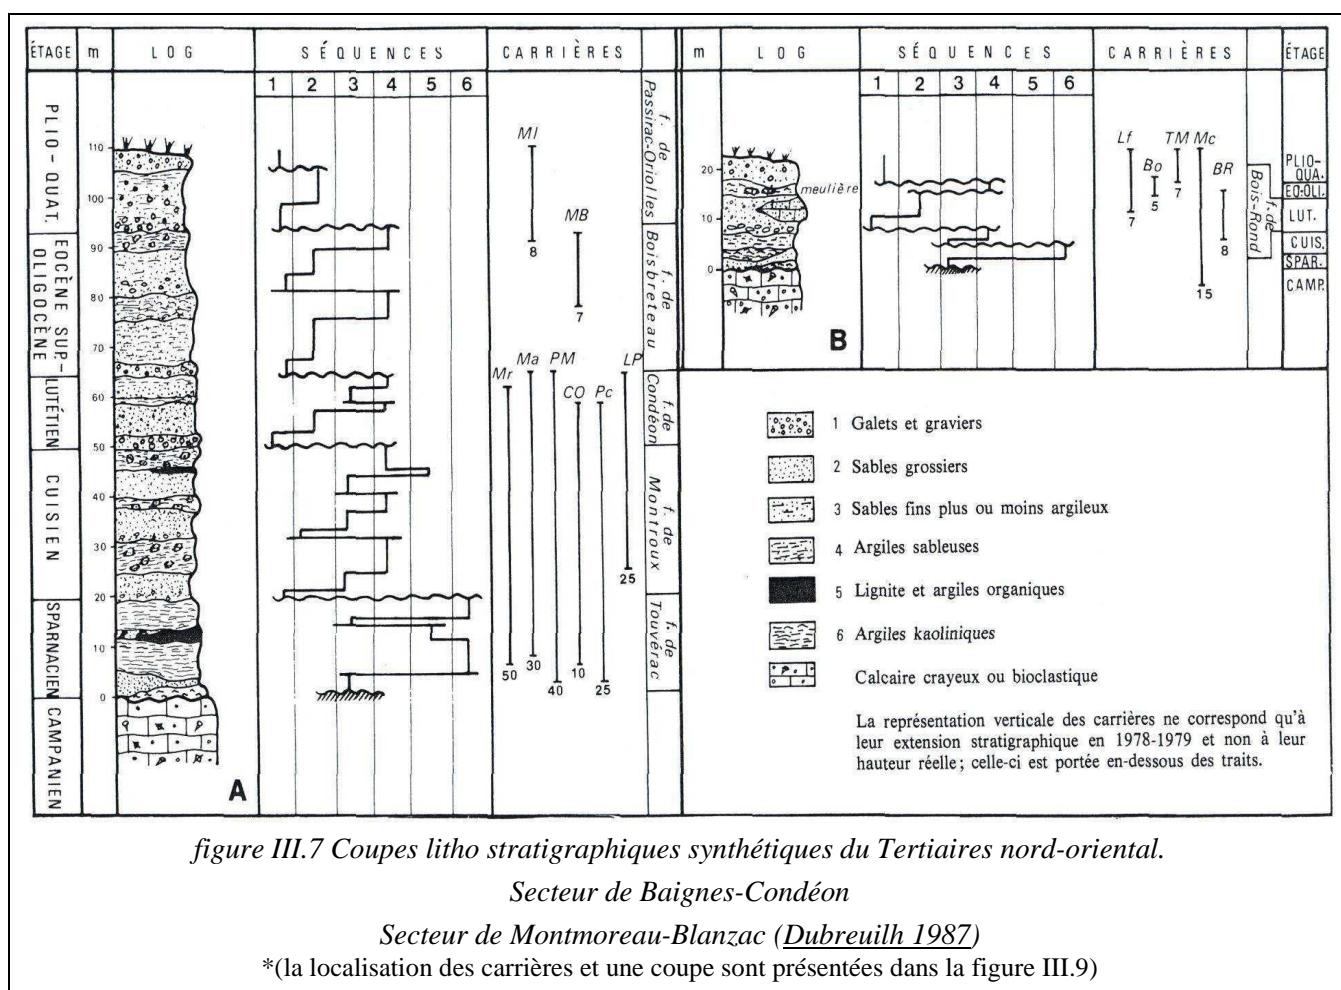 ÉTAGE m LOG SÉQUENCES CARRIÈRES
1 2 3 4 5 6
PLIO-QUAT.
EOCÈNE SUP.-OLIGOCÈNE
LUTÉTIEN
CUISIEN
SPARNACIEN
CAMPANIEN
110
100
90
80
70
60
50
40
30
20
10
0
A
MI
8
MB
7
Mr
50
Ma
30
PM
40
CO
10
Pc
25
LP
25
f. de Passirac-Oriolles
f. de Boisbreteau
f. de Condéon
f. de Montroux
f. de Touvérac
m LOG SÉQUENCES CARRIÈRES ÉTAGE
1 2 3 4 5 6
20
10
0
meulière
B
Lf
7
Bo
5
TM
7
Mc
15
BR
8
f. de Bois-Rond
PLIO-QUA.
EO-OLI.
LUT.
CUIS.
SPAR.
CAMP.
1 Galets et graviers
2 Sables grossiers
3 Sables fins plus ou moins argileux
4 Argiles sableuses
5 Lignite et argiles organiques
6 Argiles kaoliniques
Calcaire crayeux ou bioclastique
La représentation verticale des carrières ne correspond qu'à
leur extension stratigraphique en 1978-1979 et non à leur
hauteur réelle; celle-ci est portée en-dessous des traits.
figure III.7 Coupes litho stratigraphiques synthétiques du Tertiaires nord-oriental.
Secteur de Baignes-Condéon
Secteur de Montmoreau-Blanzac (Dubreuilh 1987)
*(la localisation des carrières et une coupe sont présentées dans la figure III.9)